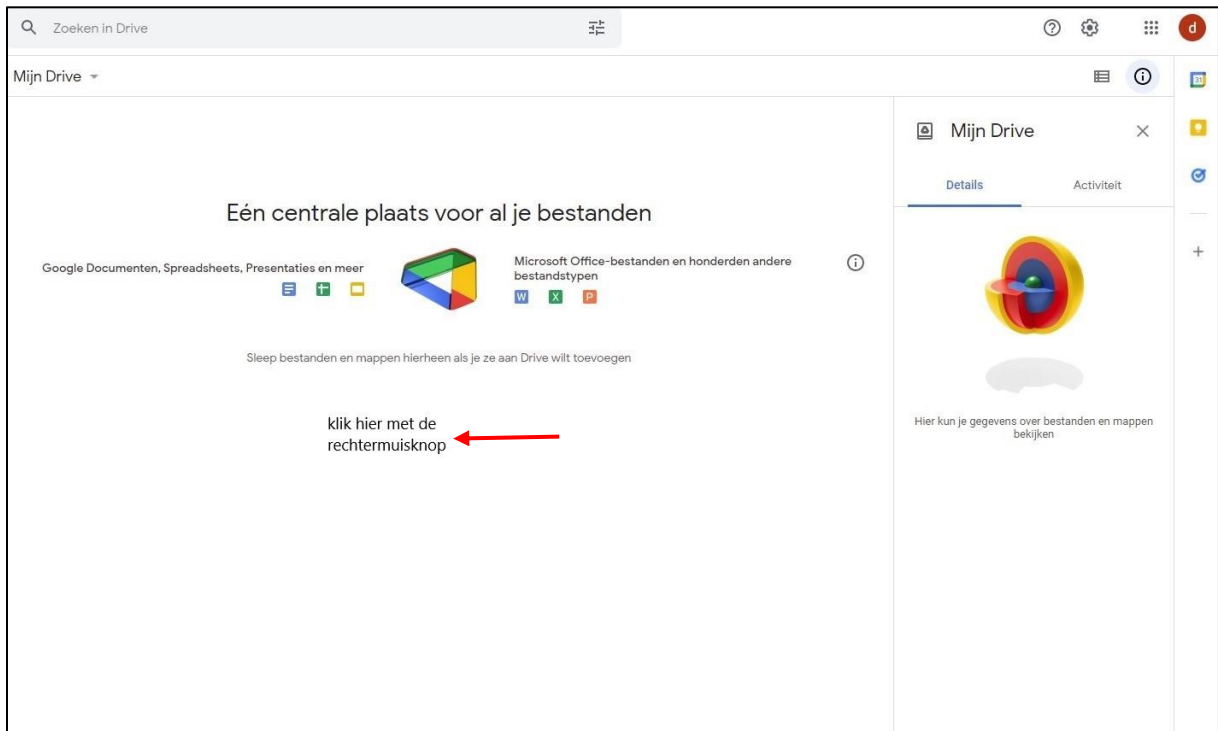 Zoeken in Drive
d
Mijn Drive
31
Mijn Drive
Details
Activiteit
Eén centrale plaats voor al je bestanden
Google Documenten, Spreadsheets, Presentaties en meer
Microsoft Office-bestanden en honderden andere
bestandstypen
W X P
Sleep bestanden en mappen hierheen als je ze aan Drive wilt toevoegen
klik hier met de
rechtermuisknop
Hier kun je gegevens over bestanden en mappen
bekijken